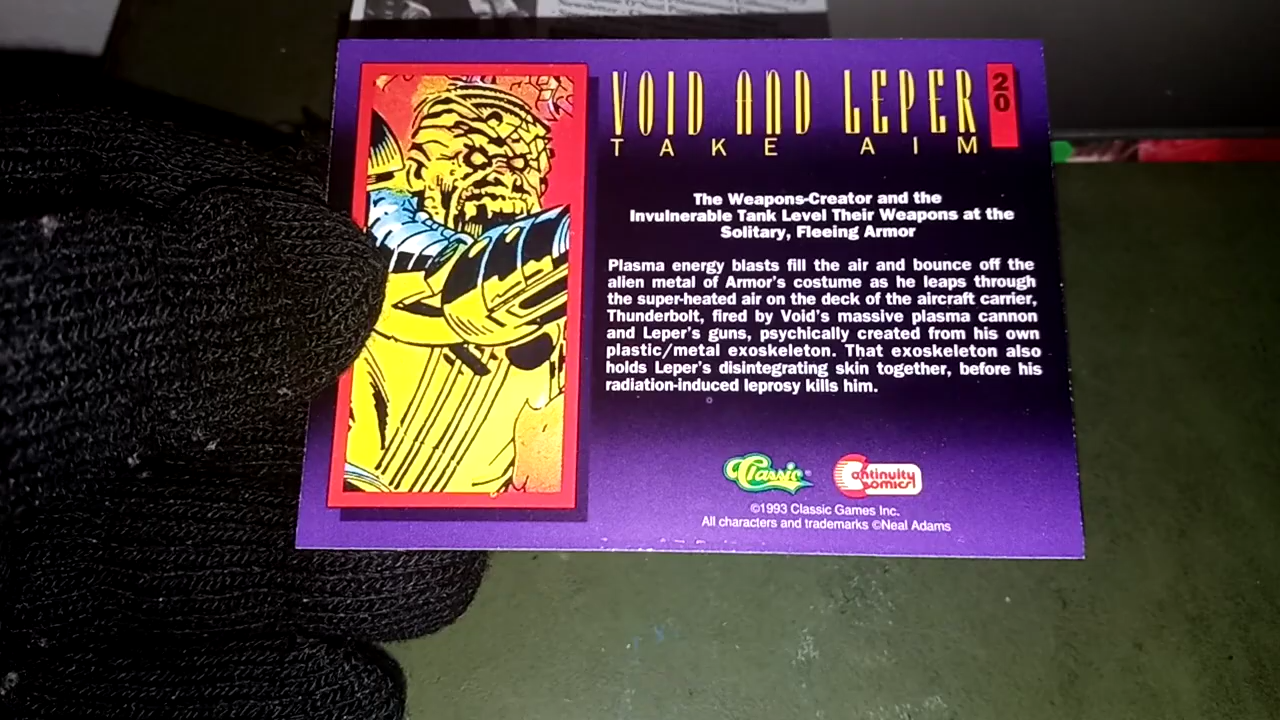 VOID AND LEPER
TAKE AIM
20
The Weapons-Creator and the
Invulnerable Tank Level Their Weapons at the
Solitary, Fleeing Armor
Plasma energy blasts fill the air and bounce off the
alien metal of Armor's costume as he leaps through
the super-heated air on the deck of the aircraft carrier,
Thunderbolt, fired by Void's massive plasma cannon
and Leper's guns, psychically created from his own
plastic/metal exoskeleton. That exoskeleton also
holds Leper's disintegrating skin together, before his
radiation-induced leprosy kills him.
Classic
Continuity
Comics
©1993 Classic Games Inc.
All characters and trademarks ©Neal Adams